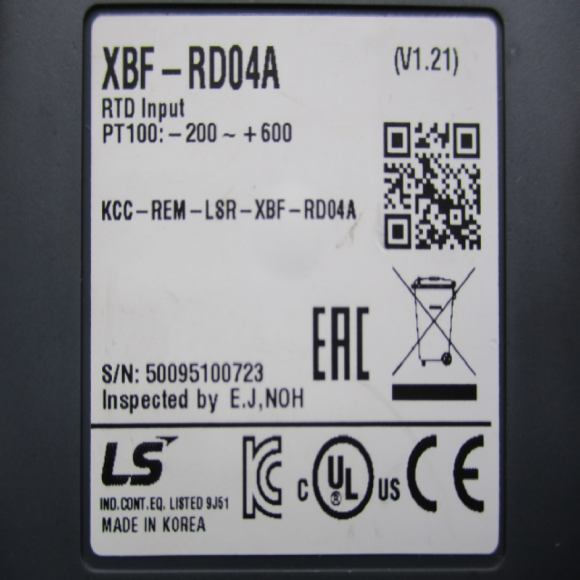 XBF-RD04A (V1.21)
RTD Input
PT100: -200 ~ +600
KCC-REM-LSR-XBF-RD04A
EAC
S/N: 50095100723
Inspected by E.J,NOH
LS KC c UL® US CE
IND.CONT.EQ. LISTED 9J51
MADE IN KOREA